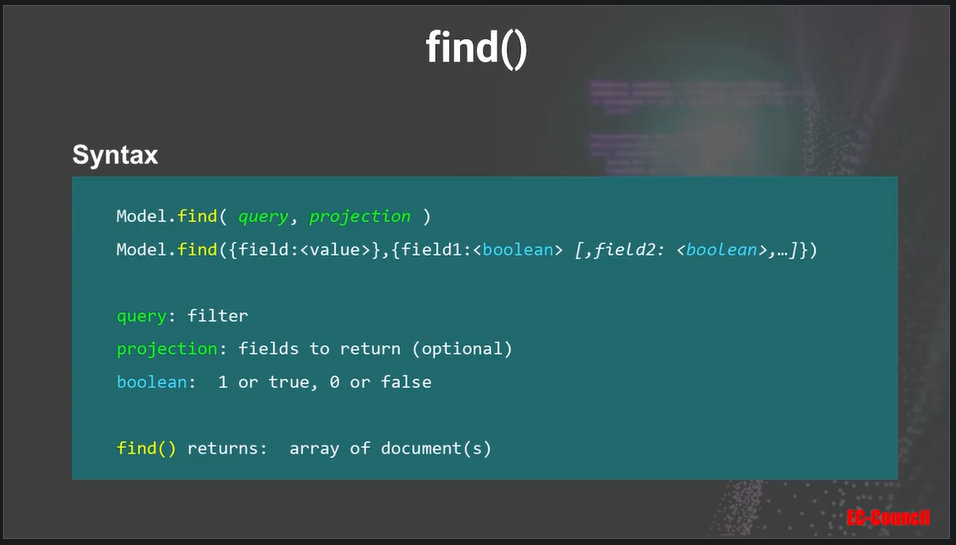 find()
Syntax
Model.find( query, projection )
Model.find({field:<value>},{field1:<boolean> [,field2: <boolean>,…]})
query: filter
projection: fields to return (optional)
boolean:  1 or true, 0 or false
find() returns:  array of document(s)
EC-Council